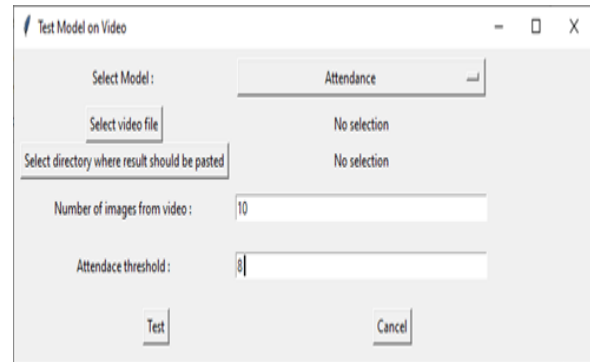 Test Model on Video
Select Model : Attendance
Select video file No selection
Select directory where result should be pasted No selection
Number of images from video : 10
Attendace threshold : 8
Test Cancel